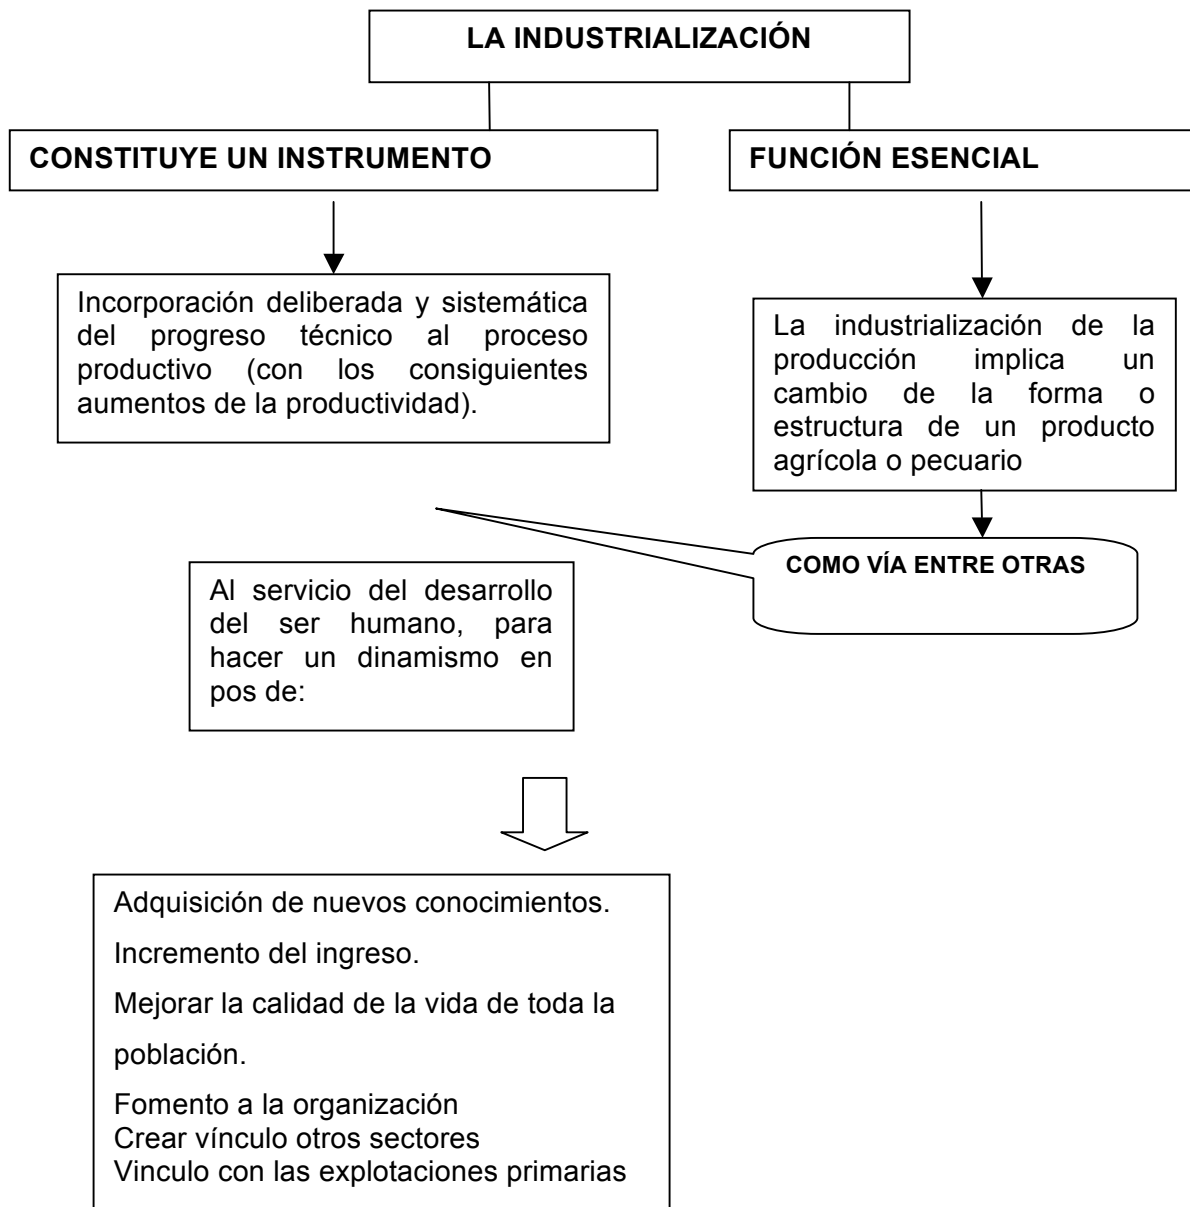 LA INDUSTRIALIZACIÓN
CONSTITUYE UN INSTRUMENTO
FUNCIÓN ESENCIAL
Incorporación deliberada y sistemática
del progreso técnico al proceso
productivo (con los consiguientes
aumentos de la productividad).
La industrialización de la
producción implica un
cambio de la forma o
estructura de un producto
agrícola o pecuario
COMO VÍA ENTRE OTRAS
Al servicio del desarrollo
del ser humano, para
hacer un dinamismo en
pos de:
Adquisición de nuevos conocimientos.
Incremento del ingreso.
Mejorar la calidad de la vida de toda la
población.
Fomento a la organización
Crear vínculo otros sectores
Vinculo con las explotaciones primarias